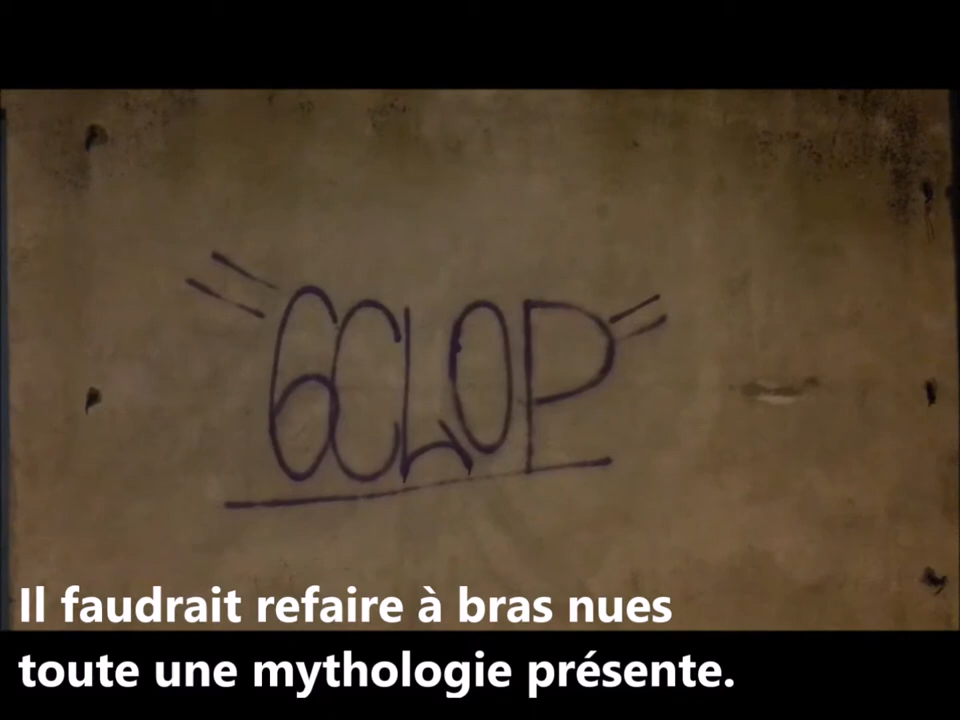 6CLOP
Il faudrait refaire à bras nues
toute une mythologie présente.